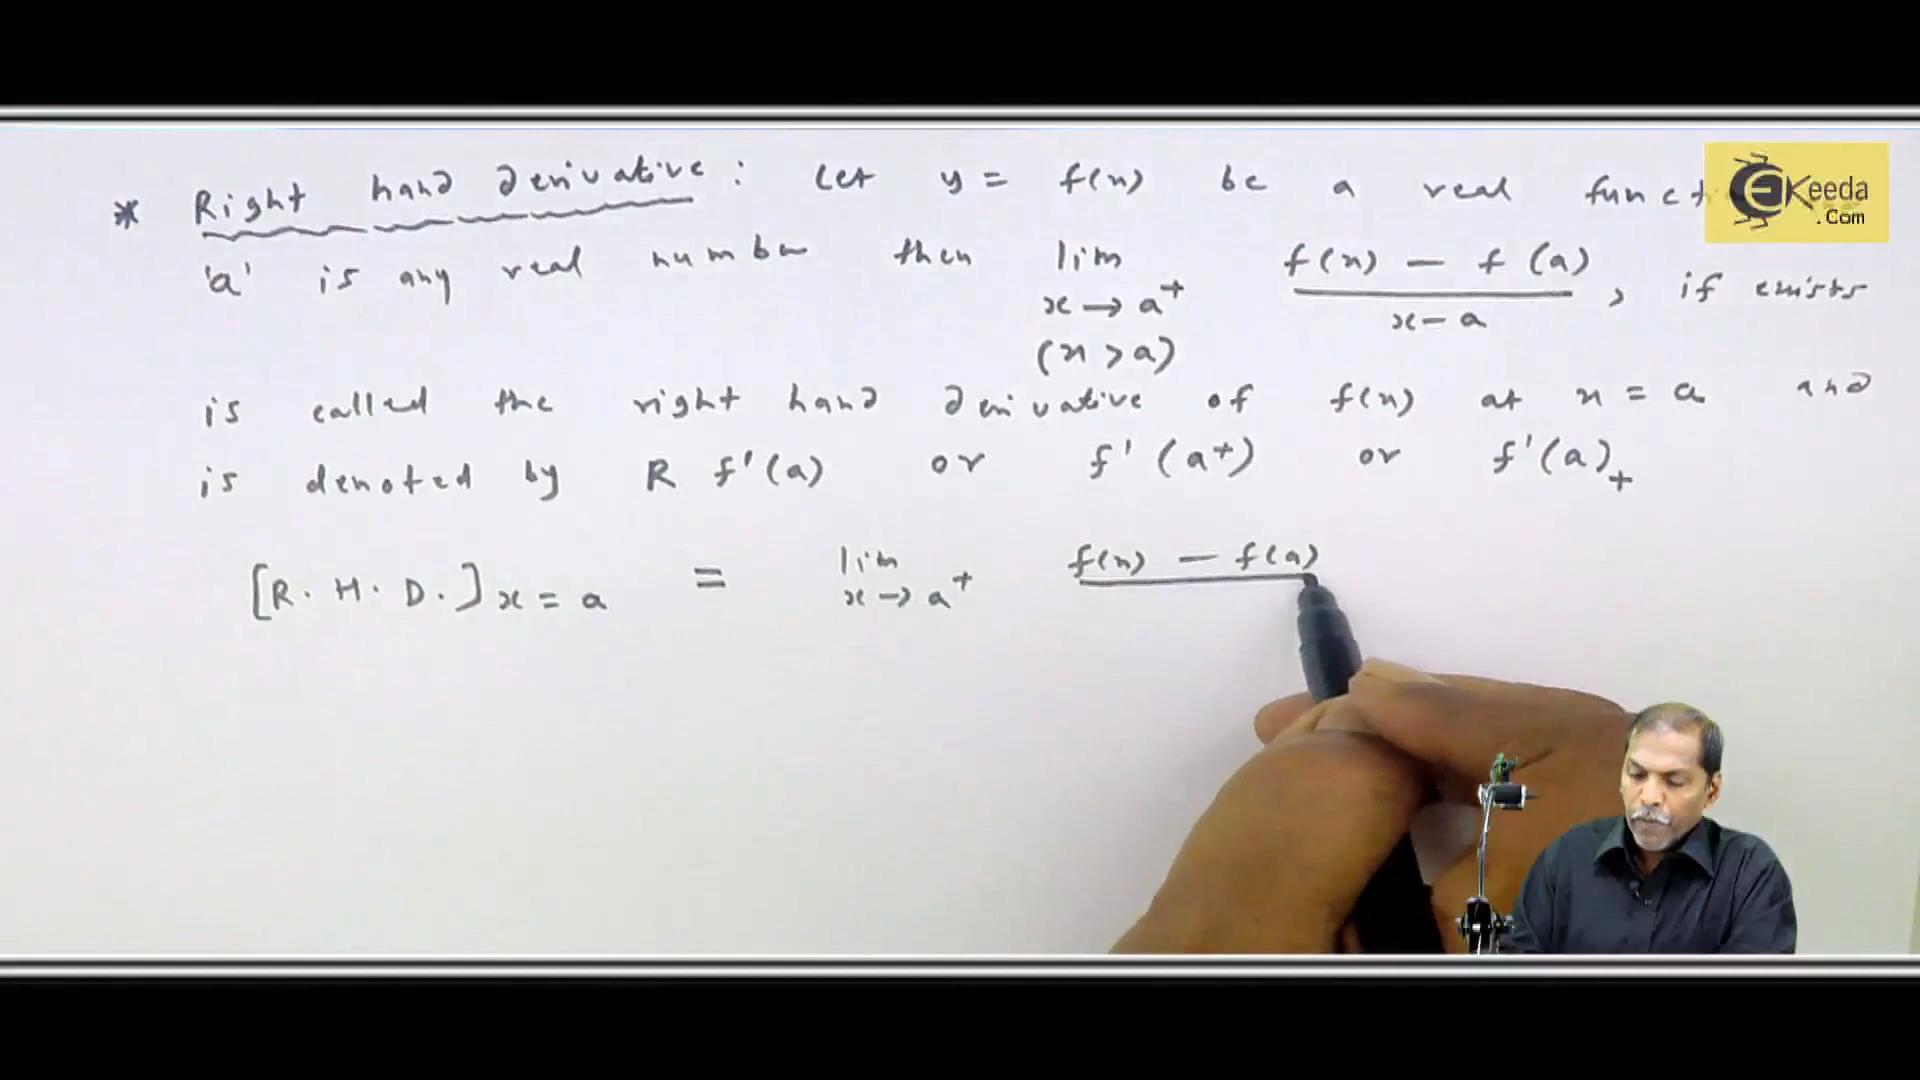 * Right hand derivative : Let y = f(x) be a real funct
Keeda
.Com
'a' is any real number then lim f(x) - f(a) , if exists
x → a⁺ x - a
(x > a)
is called the right hand derivative of f(x) at x = a and
is denoted by R f'(a) or f'(a+) or f'(a)₊
[R.H.D.] x = a = lim f(x) - f(a)
x → a⁺